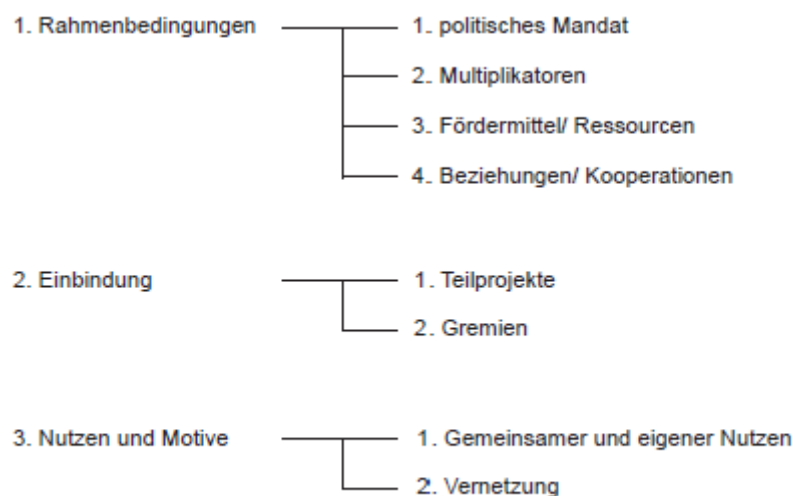 1. Rahmenbedingungen
1. politisches Mandat
2. Multiplikatoren
3. Fördermittel/ Ressourcen
4. Beziehungen/ Kooperationen
2. Einbindung
1. Teilprojekte
2. Gremien
3. Nutzen und Motive
1. Gemeinsamer und eigener Nutzen
2. Vernetzung